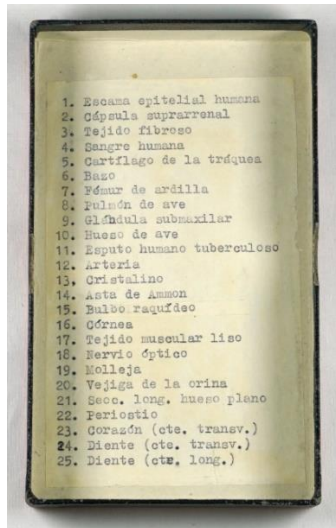 1. Escama epitelial humana
2. Cápsula suprarrenal
3. Tejido fibroso
4. Sangre humana
5. Cartílago de la tráquea
6. Bazo
7. Fémur de ardilla
8. Pulmón de ave
9. Glándula submaxilar
10. Hueso de ave
11. Esputo humano tuberculoso
12. Arteria
13, Cristalino
14. Asta de Ammon
15. Bulbo raquídeo
16. Córnea
17. Tejido muscular liso
18. Nervio óptico
19. Molleja
20. Vejiga de la orina
21. Secc. long. hueso plano
22. Periostio
23. Corazón (cte. transv.)
24. Diente (cte. transv.)
25. Diente (cte. long.)